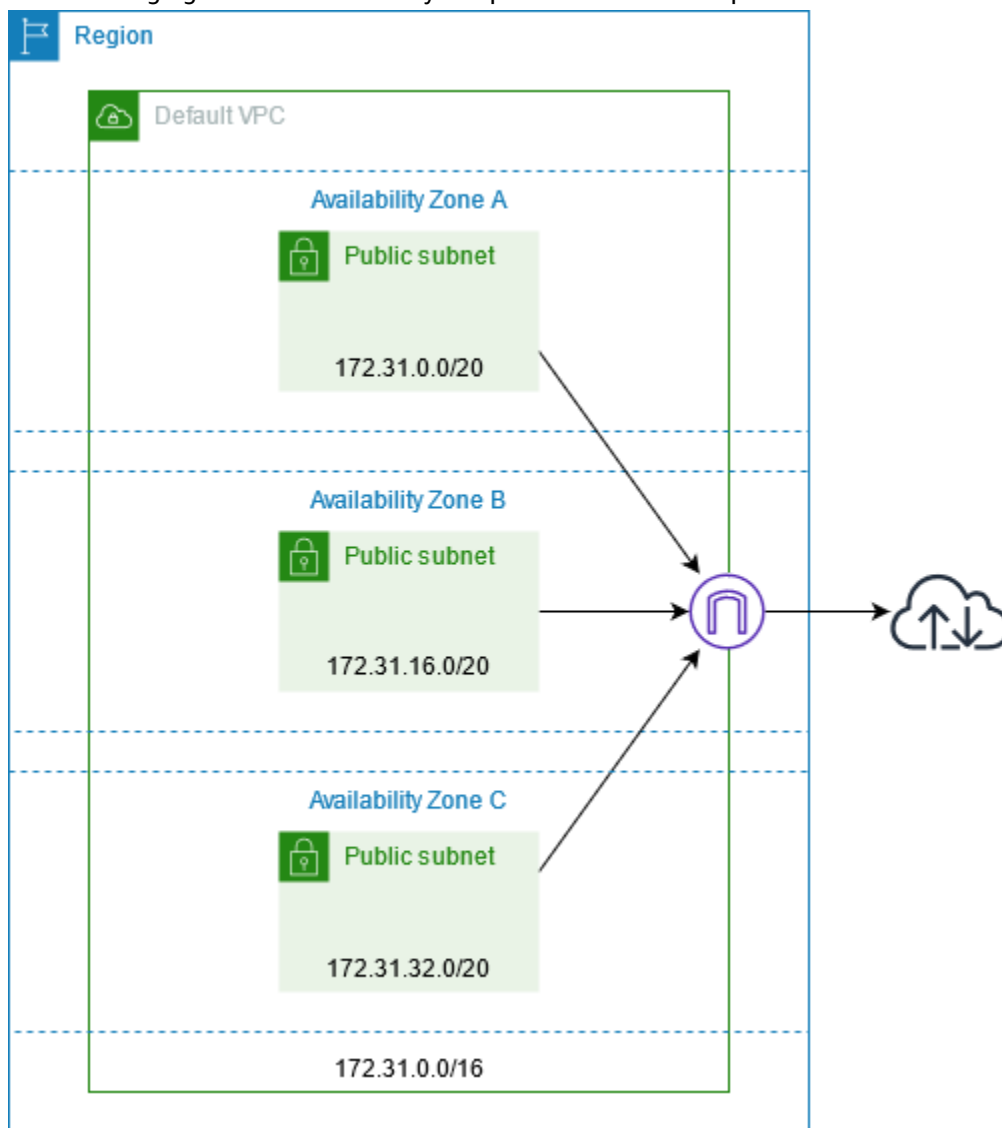 Region
Default VPC
Availability Zone A
Public subnet
172.31.0.0/20
Availability Zone B
Public subnet
172.31.16.0/20
Availability Zone C
Public subnet
172.31.32.0/20
172.31.0.0/16